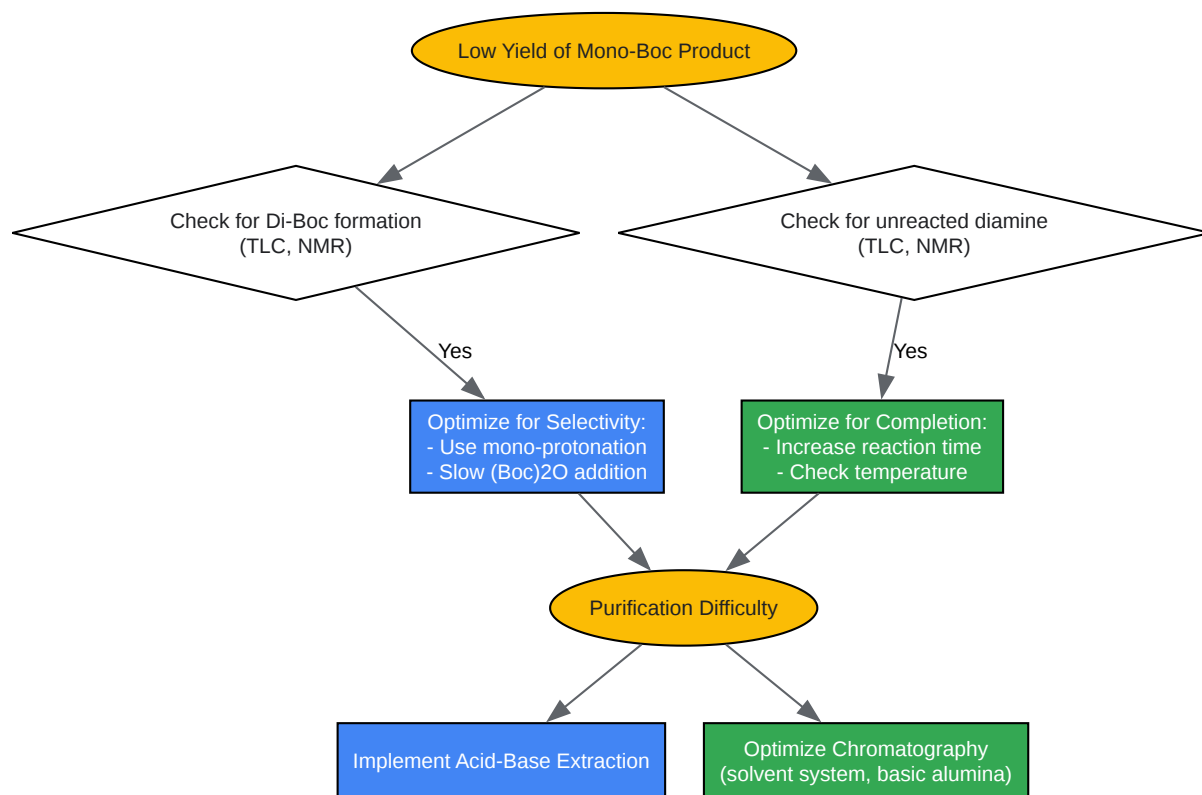 Low Yield of Mono-Boc Product
Check for Di-Boc formation
(TLC, NMR)
Check for unreacted diamine
(TLC, NMR)
Yes
Yes
Optimize for Selectivity:
- Use mono-protonation
- Slow (Boc)2O addition
Optimize for Completion:
- Increase reaction time
- Check temperature
Purification Difficulty
Implement Acid-Base Extraction
Optimize Chromatography
(solvent system, basic alumina)